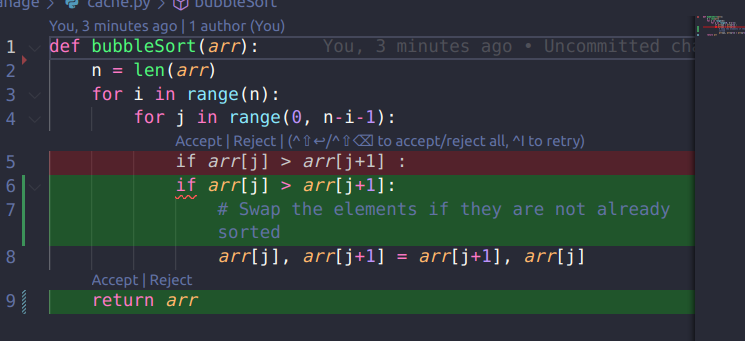 nage > cache.py > bubbleSort
You, 3 minutes ago | 1 author (You)
1 def bubbleSort(arr): You, 3 minutes ago • Uncommitted ch
2 n = len(arr)
3 for i in range(n):
4 for j in range(0, n-i-1):
Accept | Reject | (^⇧↩/^⇧⌫ to accept/reject all, ^I to retry)
5 if arr[j] > arr[j+1] :
6 if arr[j] > arr[j+1]:
7 # Swap the elements if they are not already
sorted
8 arr[j], arr[j+1] = arr[j+1], arr[j]
Accept | Reject
9 return arr